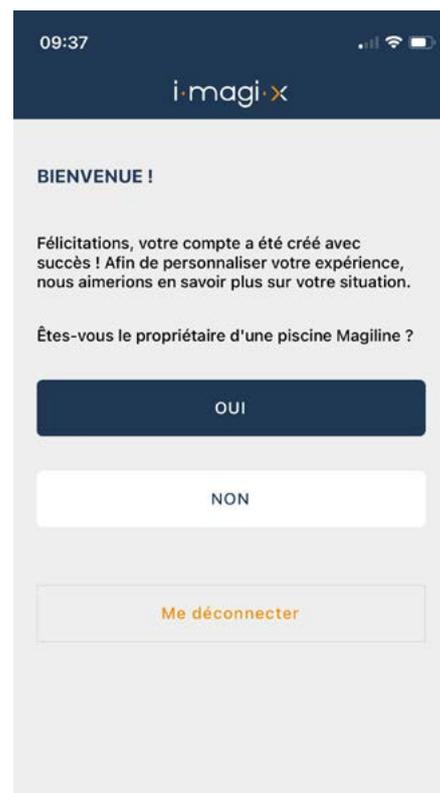 09:37
i·magi·x
BIENVENUE !
Félicitations, votre compte a été créé avec
succès ! Afin de personnaliser votre expérience,
nous aimerions en savoir plus sur votre situation.
Êtes-vous le propriétaire d'une piscine Magiline ?
OUI
NON
Me déconnecter